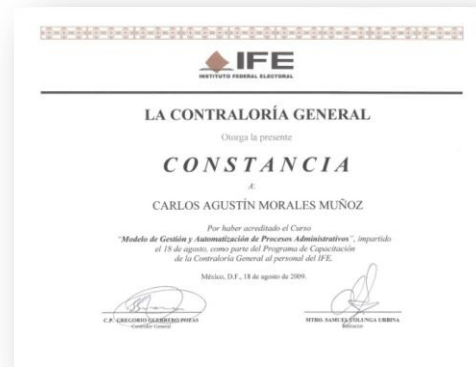 IFE
INSTITUTO FEDERAL ELECTORAL
LA CONTRALORÍA GENERAL
Otorga la presente
CONSTANCIA
A:
CARLOS AGUSTÍN MORALES MUÑOZ
Por haber acreditado el Curso
"Modelo de Gestión y Automatización de Procesos Administrativos", impartido
el 18 de agosto, como parte del Programa de Capacitación
de la Contraloría General al personal del IFE.
México, D.F., 18 de agosto de 2009.
C.P. GREGORIO GUERRERO POZAS
Contralor General
MTRO. SAMUEL COLUNGA URBINA
Instructor